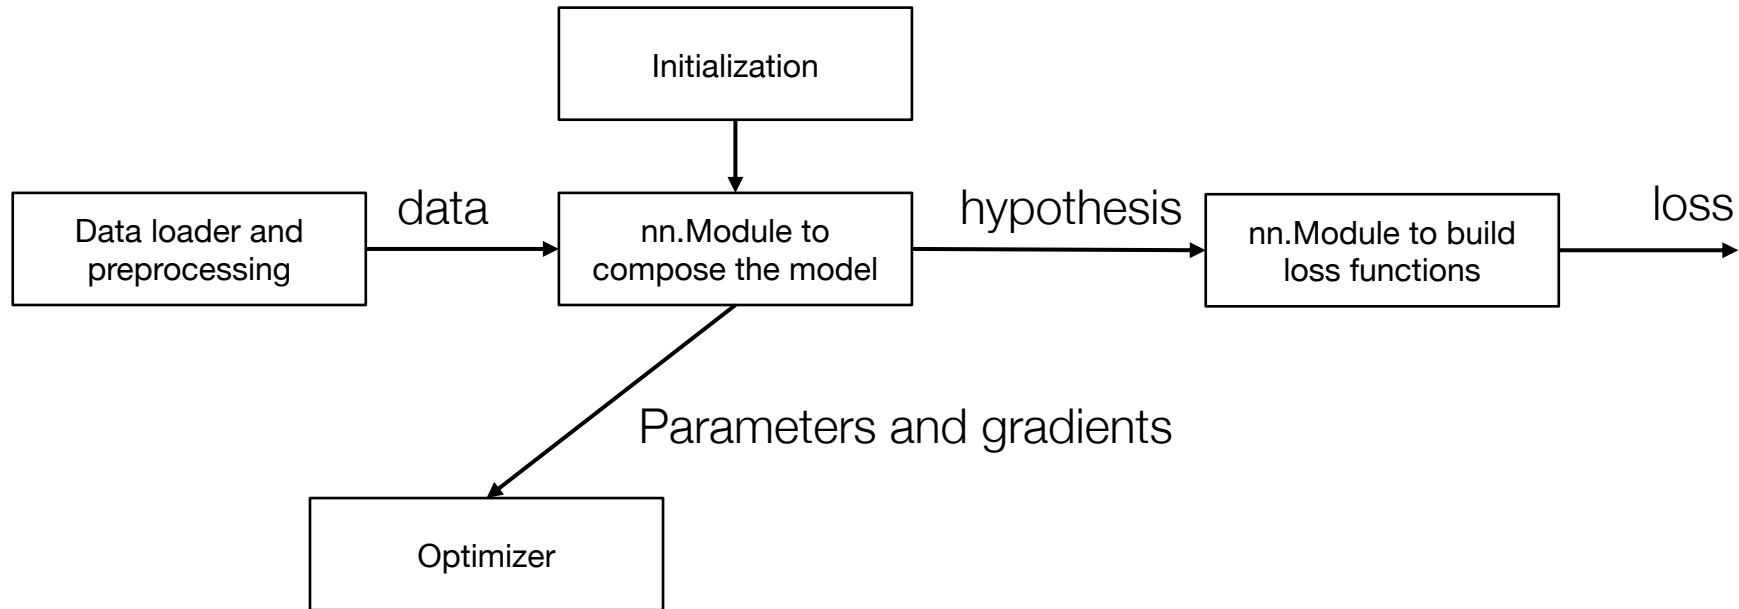 Initialization
Data loader and
preprocessing
data
nn.Module to
compose the model
hypothesis
nn.Module to build
loss functions
loss
Parameters and gradients
Optimizer